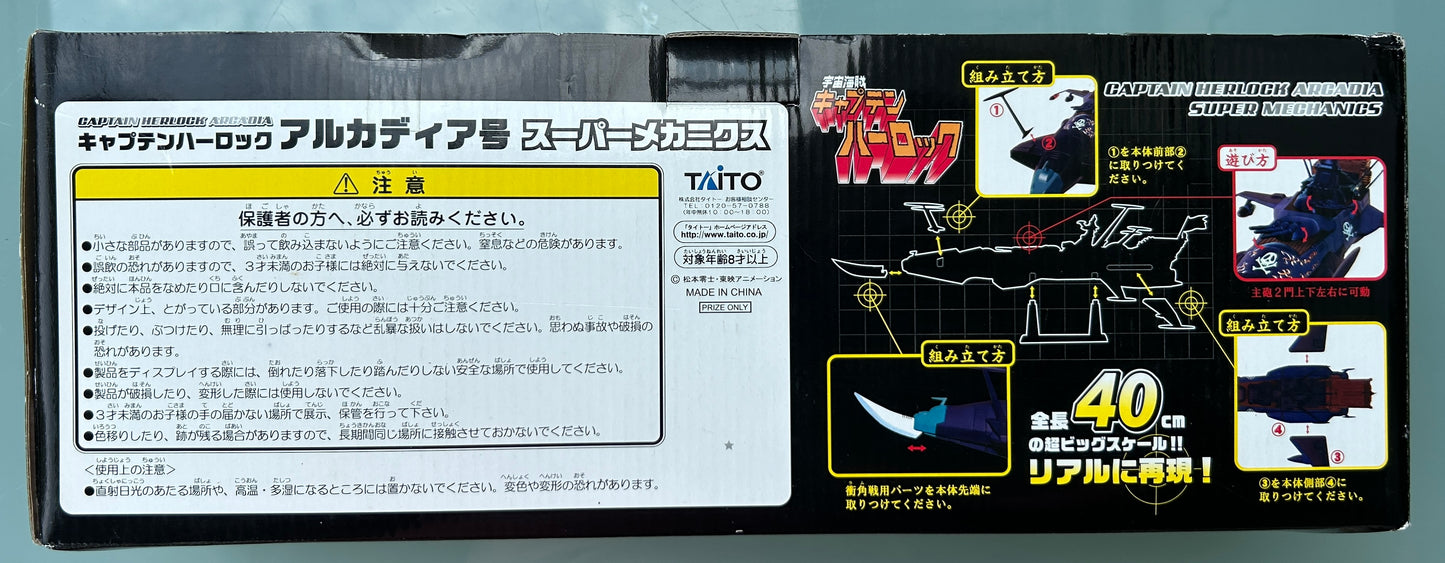 CAPTAIN HERLOCK ARCADIA
キャプテンハーロック アルカディア号 スーパーメカニクス
⚠ 注意
保護者の方へ、必ずお読みください。
●小さな部品がありますので、誤って飲み込まないようにご注意ください。窒息などの危険があります。
●誤飲の恐れがありますので、3才未満のお子様には絶対に与えないでください。
●絶対に本品をなめたり口に含んだりしないでください。
●デザイン上、とがっている部分があります。ご使用の際には十分ご注意ください。
●投げたり、ぶつけたり、無理に引っぱったりするなど乱暴な扱いはしないでください。思わぬ事故や破損の
恐れがあります。
●製品をディスプレイする際には、倒れたり落下したり踏んだりしない安全な場所で使用してください。
●製品が破損したり、変形した際には使用しないでください。
●3才未満のお子様の手の届かない場所で展示、保管を行って下さい。
●色移りしたり、跡が残る場合がありますので、長期間同じ場所に接触させておかないでください。
<使用上の注意>
●直射日光のあたる場所や、高温・多湿になるところには置かないでください。変色や変形の恐れがあります。
TAITO®
株式会社タイトー お客様相談センター
TEL:0120-57-0788
(年中無休10:00~18:00)
「タイトー」ホームページアドレス
http://www.taito.co.jp/
対象年齢8才以上
© 松本零士・東映アニメーション
MADE IN CHINA
PRIZE ONLY
宇宙海賊
キャプテン
ハーロック
組み立て方
①
②
①を本体前部②
に取りつけてく
ださい。
CAPTAIN HERLOCK ARCADIA
SUPER MECHANICS
遊び方
主砲2門上下左右に可動
組み立て方
衝角戦用パーツを本体先端に
取りつけてください。
全長40cm
の超ビッグスケール!!
リアルに再現!
組み立て方
④
③
③を本体側部④に
取りつけてください。